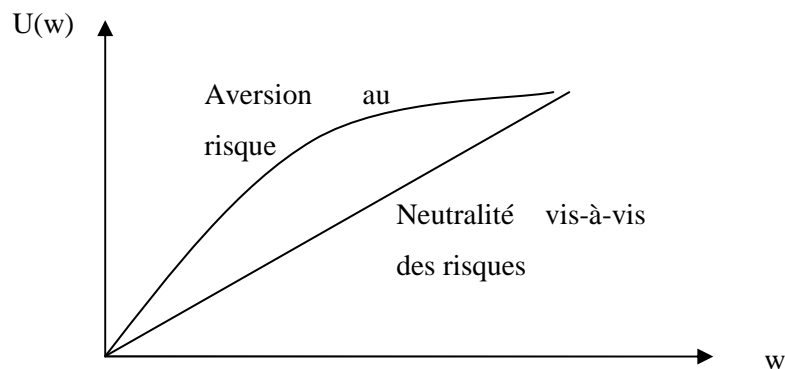 U(w)
Aversion au
risque
Neutralité vis-à-vis
des risques
w